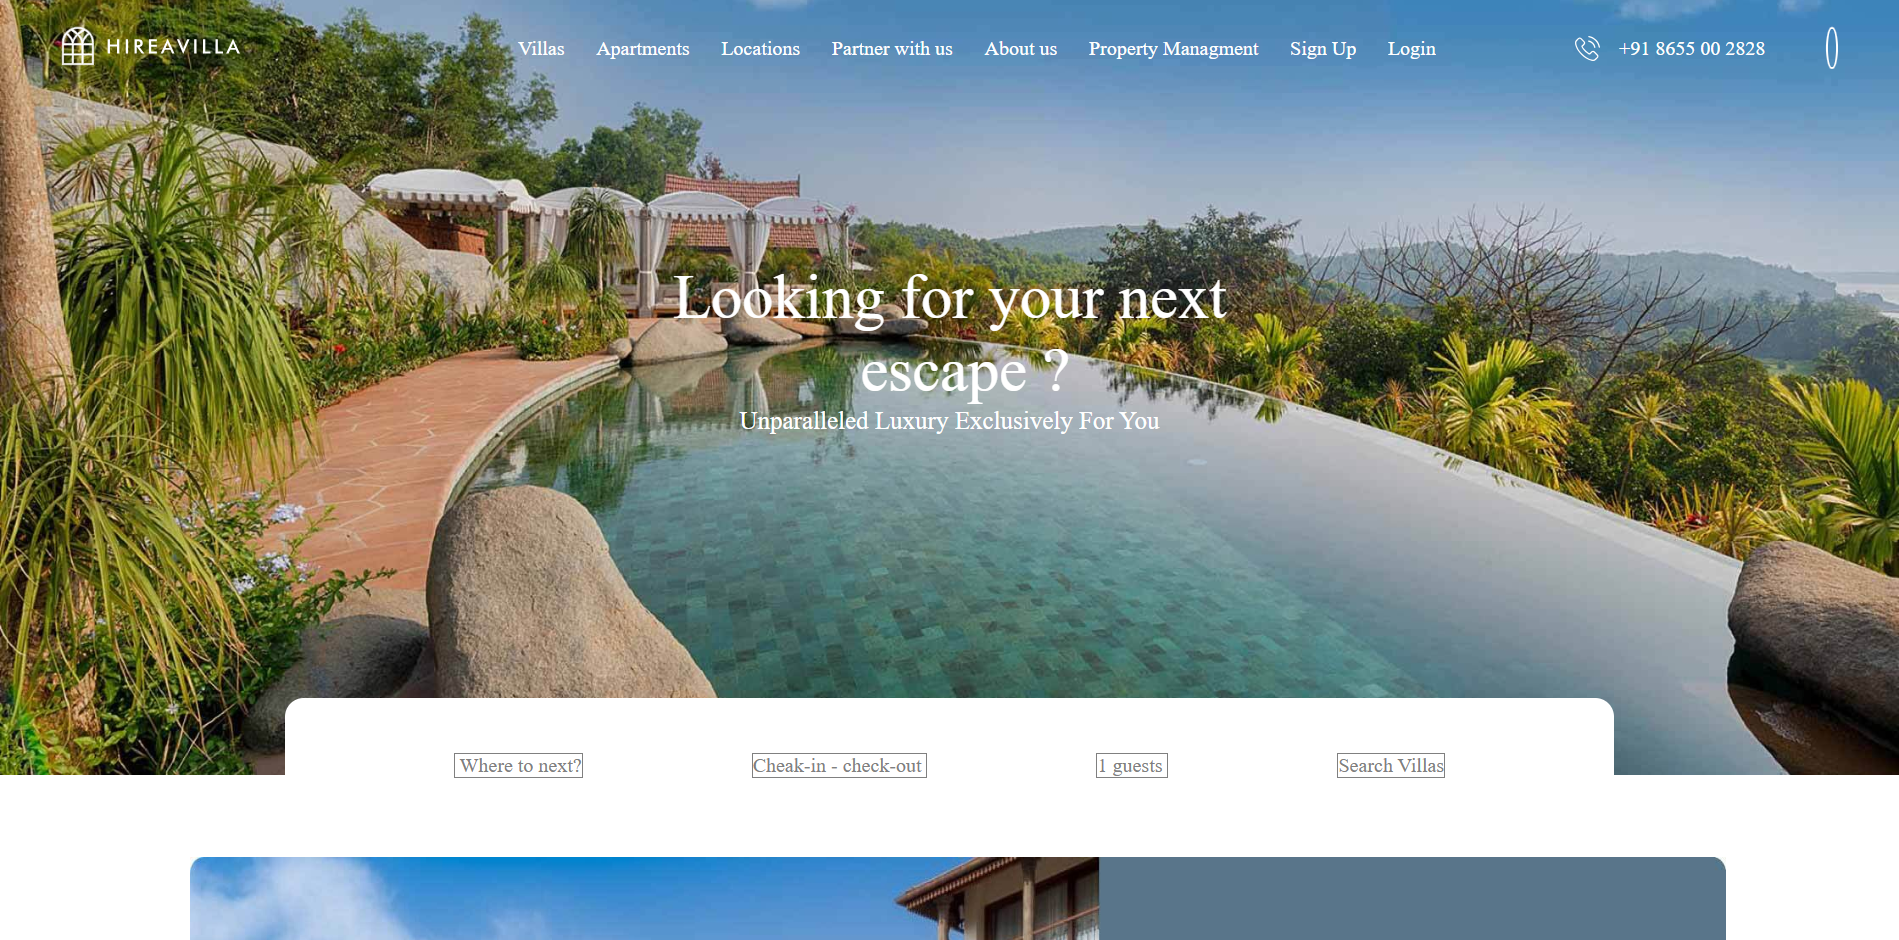 HIREAVILLA
Villas Apartments Locations Partner with us About us Property Managment Sign Up Login +91 8655 00 2828
Looking for your next
escape ?
Unparalleled Luxury Exclusively For You
Where to next? Cheak-in - check-out 1 guests Search Villas